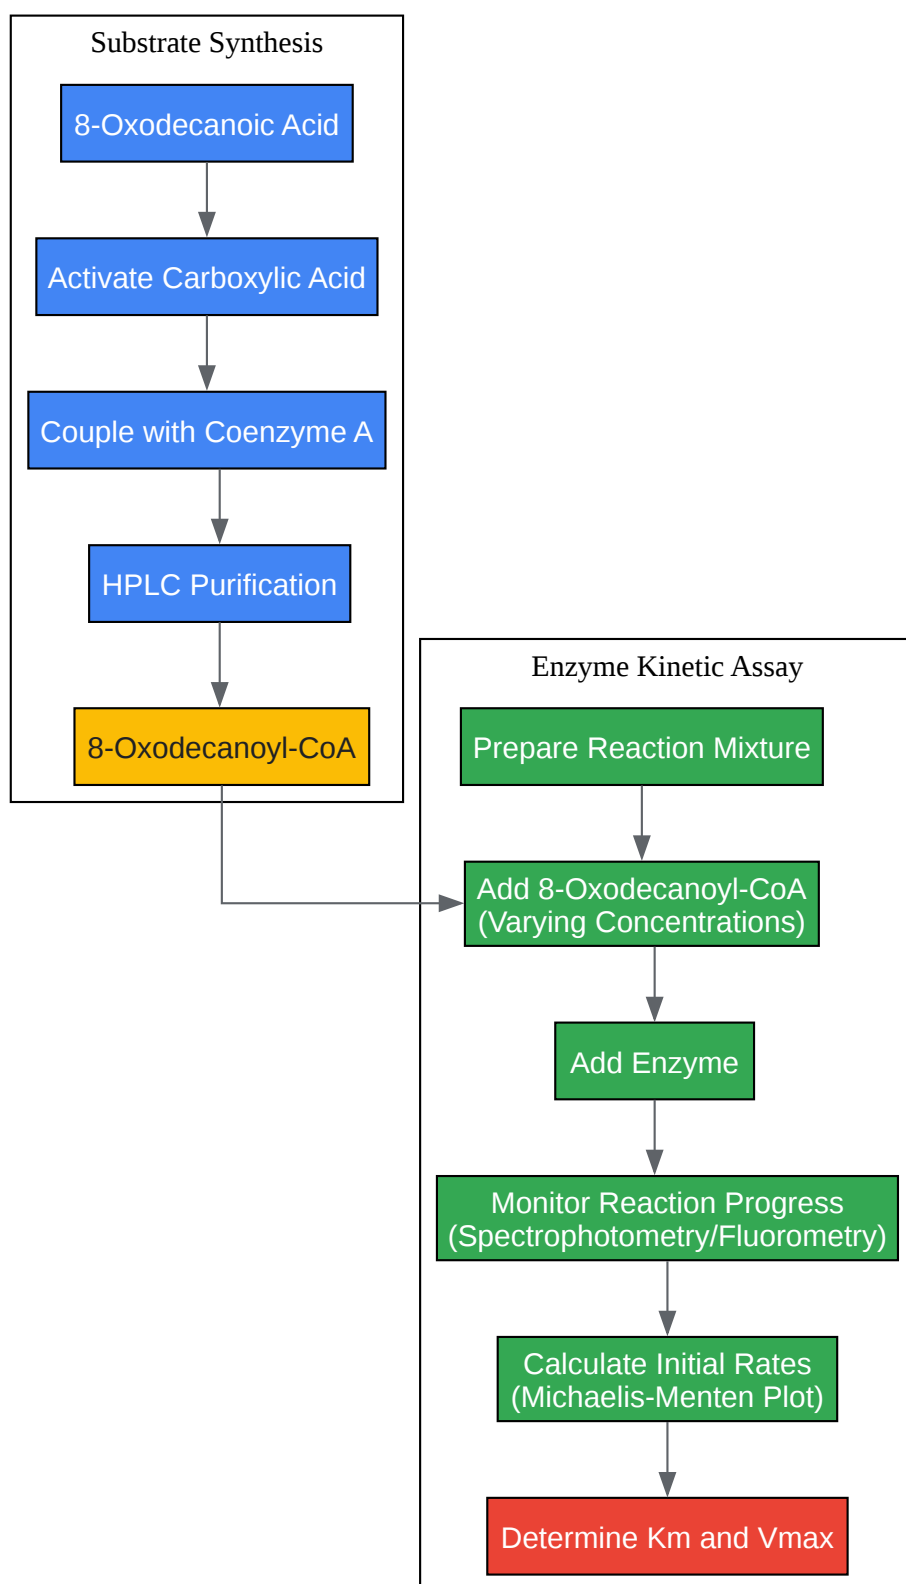 Substrate Synthesis
8-Oxodecanoic Acid
Activate Carboxylic Acid
Couple with Coenzyme A
HPLC Purification
8-Oxodecanoyl-CoA
Enzyme Kinetic Assay
Prepare Reaction Mixture
Add 8-Oxodecanoyl-CoA
(Varying Concentrations)
Add Enzyme
Monitor Reaction Progress
(Spectrophotometry/Fluorometry)
Calculate Initial Rates
(Michaelis-Menten Plot)
Determine Km and Vmax